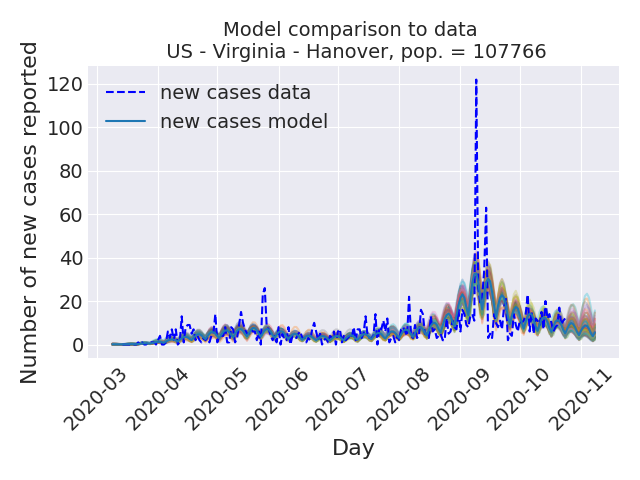 Model comparison to data
US - Virginia - Hanover, pop. = 107766
Number of new cases reported
120
100
80
60
40
20
0
new cases data
new cases model
2020-03
2020-04
2020-05
2020-06
2020-07
2020-08
2020-09
2020-10
2020-11
Day